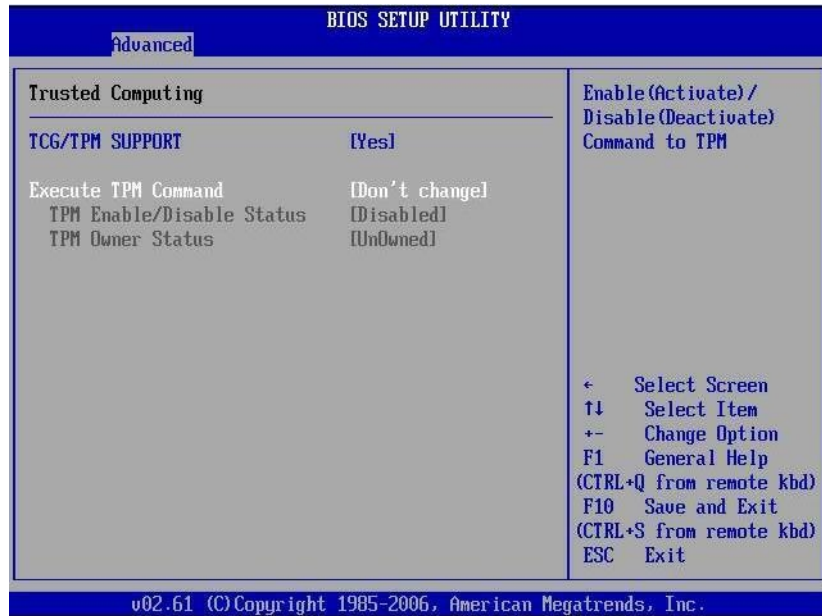 BIOS SETUP UTILITY
Advanced
Trusted Computing
TCG/TPM SUPPORT [Yes]
Execute TPM Command [Don't change]
TPM Enable/Disable Status [Disabled]
TPM Owner Status [UnOwned]
Enable(Activate)/
Disable(Deactivate)
Command to TPM
← Select Screen
↑↓ Select Item
+- Change Option
F1 General Help
(CTRL+Q from remote kbd)
F10 Save and Exit
(CTRL+S from remote kbd)
ESC Exit
v02.61 (C)Copyright 1985-2006, American Megatrends, Inc.